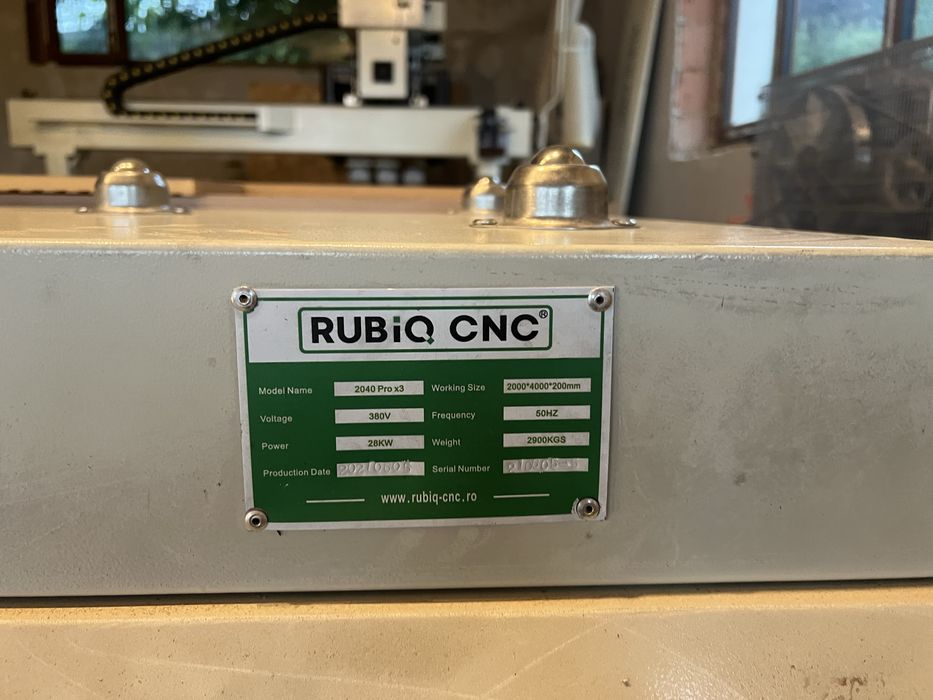 RUBiQ CNC®
Model Name 2040 Pro x3 Working Size 2000*4000*200mm
Voltage 380V Frequency 50HZ
Power 28KW Weight 2900KGS
Production Date Serial Number
www.rubiq-cnc.ro